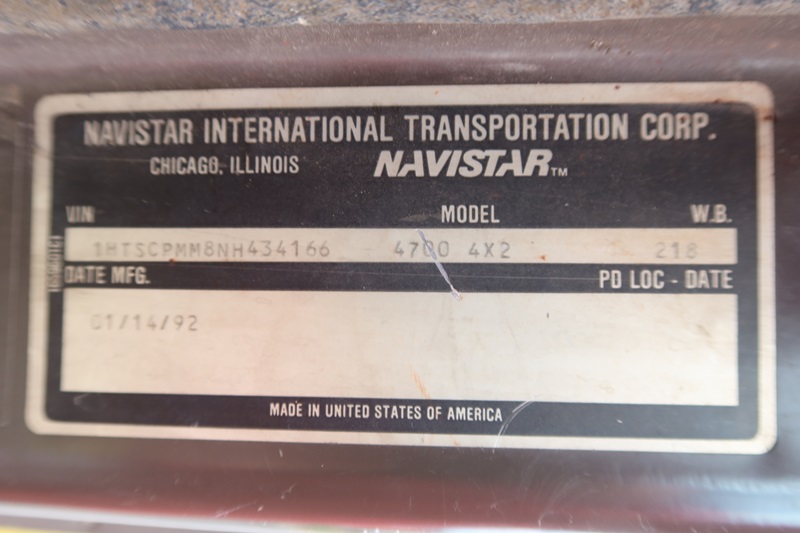 NAVISTAR INTERNATIONAL TRANSPORTATION CORP.
CHICAGO, ILLINOIS NAVISTAR™
VIN MODEL W.B.
1HTSCPMM8NH434166 4700 4X2 218
DATE MFG. PD LOC - DATE
01/14/92
MADE IN UNITED STATES OF AMERICA